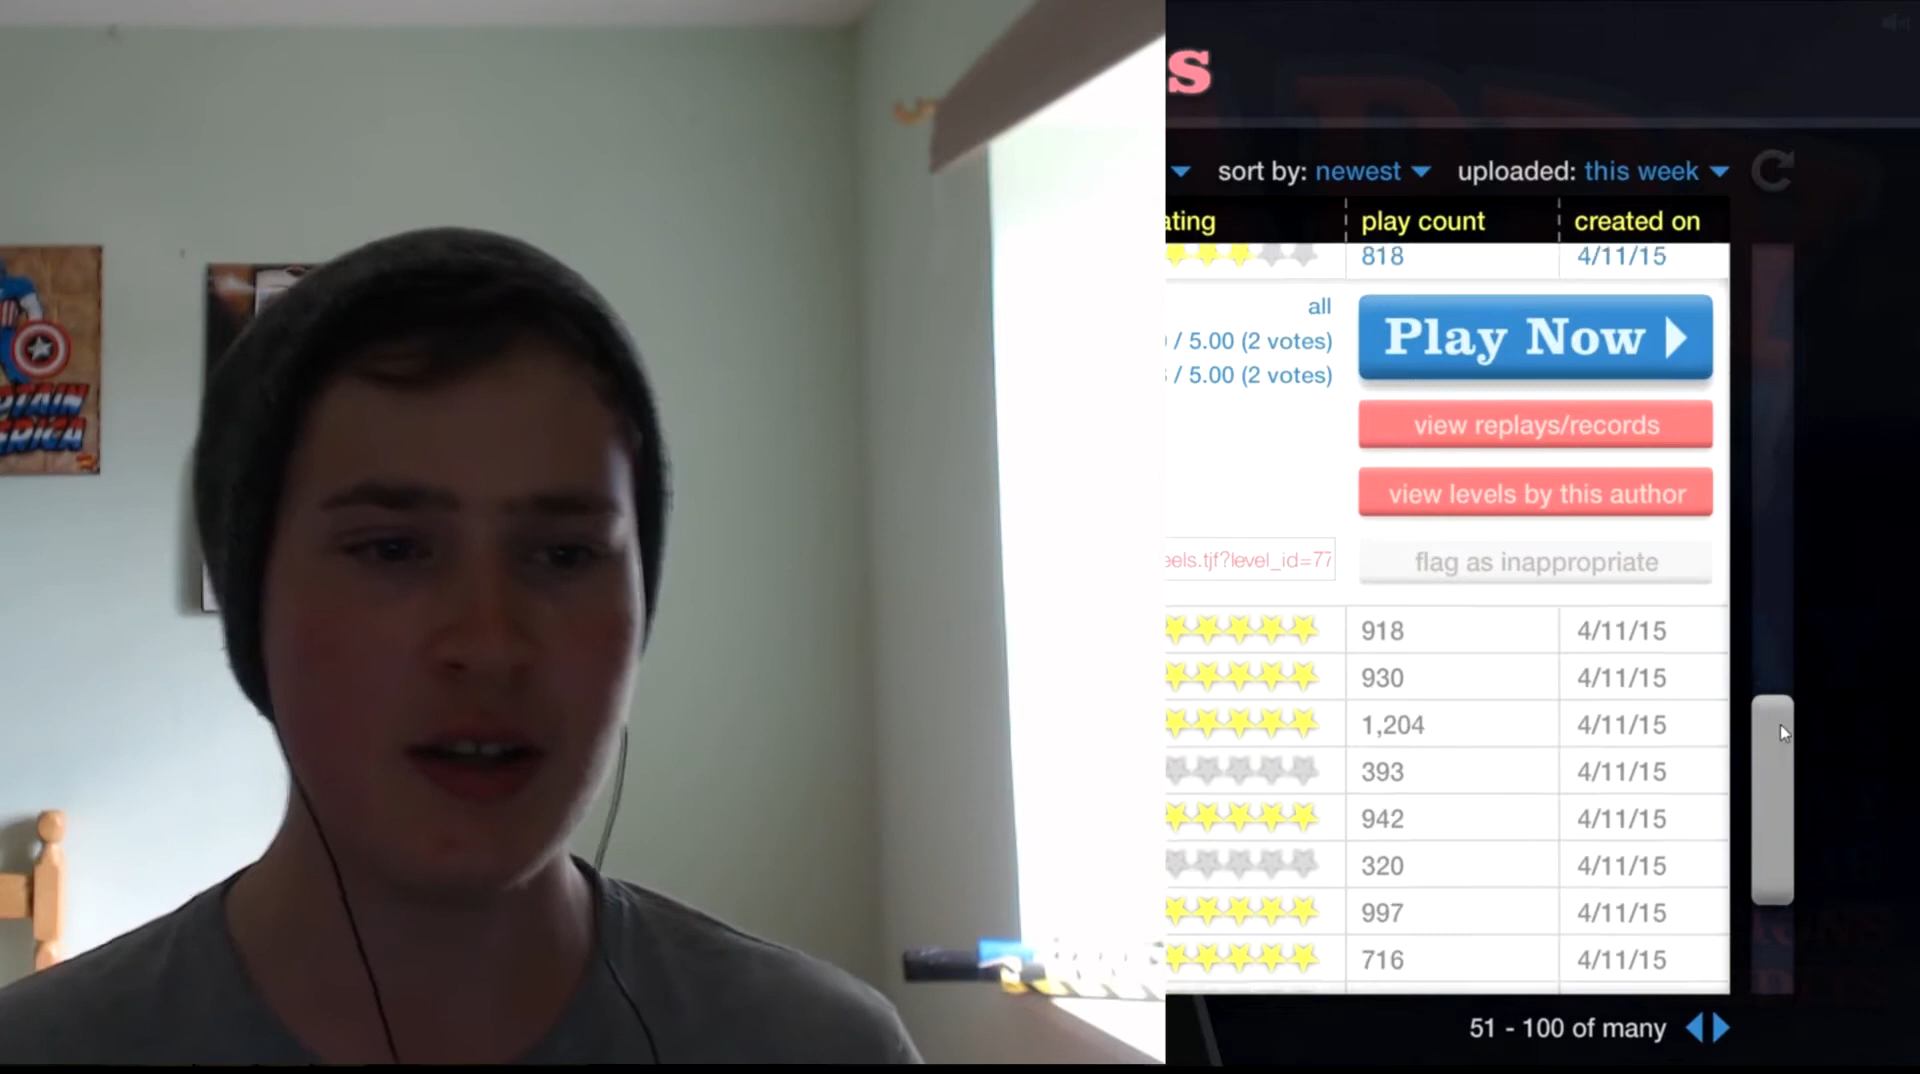 s
sort by: newest uploaded: this week
ating play count created on
818 4/11/15
all
/ 5.00 (2 votes)
/ 5.00 (2 votes)
Play Now
view replays/records
view levels by this author
eels.tjf?level_id=77
flag as inappropriate
918 4/11/15
930 4/11/15
1,204 4/11/15
393 4/11/15
942 4/11/15
320 4/11/15
997 4/11/15
716 4/11/15
51 - 100 of many
PTAIN
ERICA